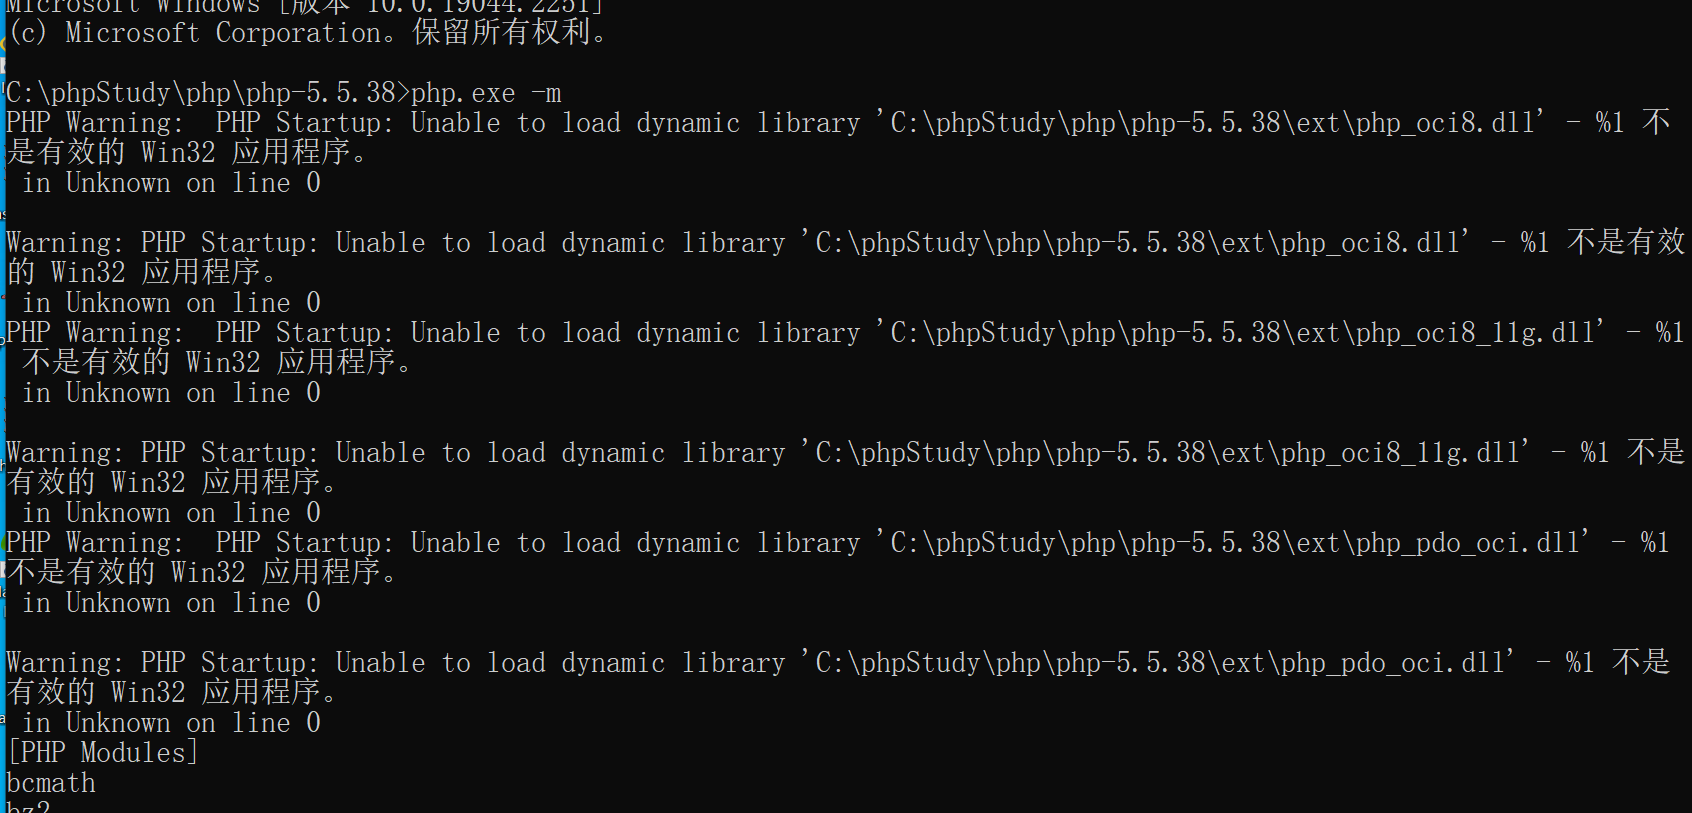 Microsoft Windows [版本 10.0.19044.2251]
(c) Microsoft Corporation。保留所有权利。
C:\phpStudy\php\php-5.5.38>php.exe -m
PHP Warning:  PHP Startup: Unable to load dynamic library 'C:\phpStudy\php\php-5.5.38\ext\php_oci8.dll' - %1 不
是有效的 Win32 应用程序。
 in Unknown on line 0
Warning: PHP Startup: Unable to load dynamic library 'C:\phpStudy\php\php-5.5.38\ext\php_oci8.dll' - %1 不是有效
的 Win32 应用程序。
 in Unknown on line 0
PHP Warning:  PHP Startup: Unable to load dynamic library 'C:\phpStudy\php\php-5.5.38\ext\php_oci8_11g.dll' - %1
 不是有效的 Win32 应用程序。
 in Unknown on line 0
Warning: PHP Startup: Unable to load dynamic library 'C:\phpStudy\php\php-5.5.38\ext\php_oci8_11g.dll' - %1 不是
有效的 Win32 应用程序。
 in Unknown on line 0
PHP Warning:  PHP Startup: Unable to load dynamic library 'C:\phpStudy\php\php-5.5.38\ext\php_pdo_oci.dll' - %1
不是有效的 Win32 应用程序。
 in Unknown on line 0
Warning: PHP Startup: Unable to load dynamic library 'C:\phpStudy\php\php-5.5.38\ext\php_pdo_oci.dll' - %1 不是
有效的 Win32 应用程序。
 in Unknown on line 0
[PHP Modules]
bcmath
bz2